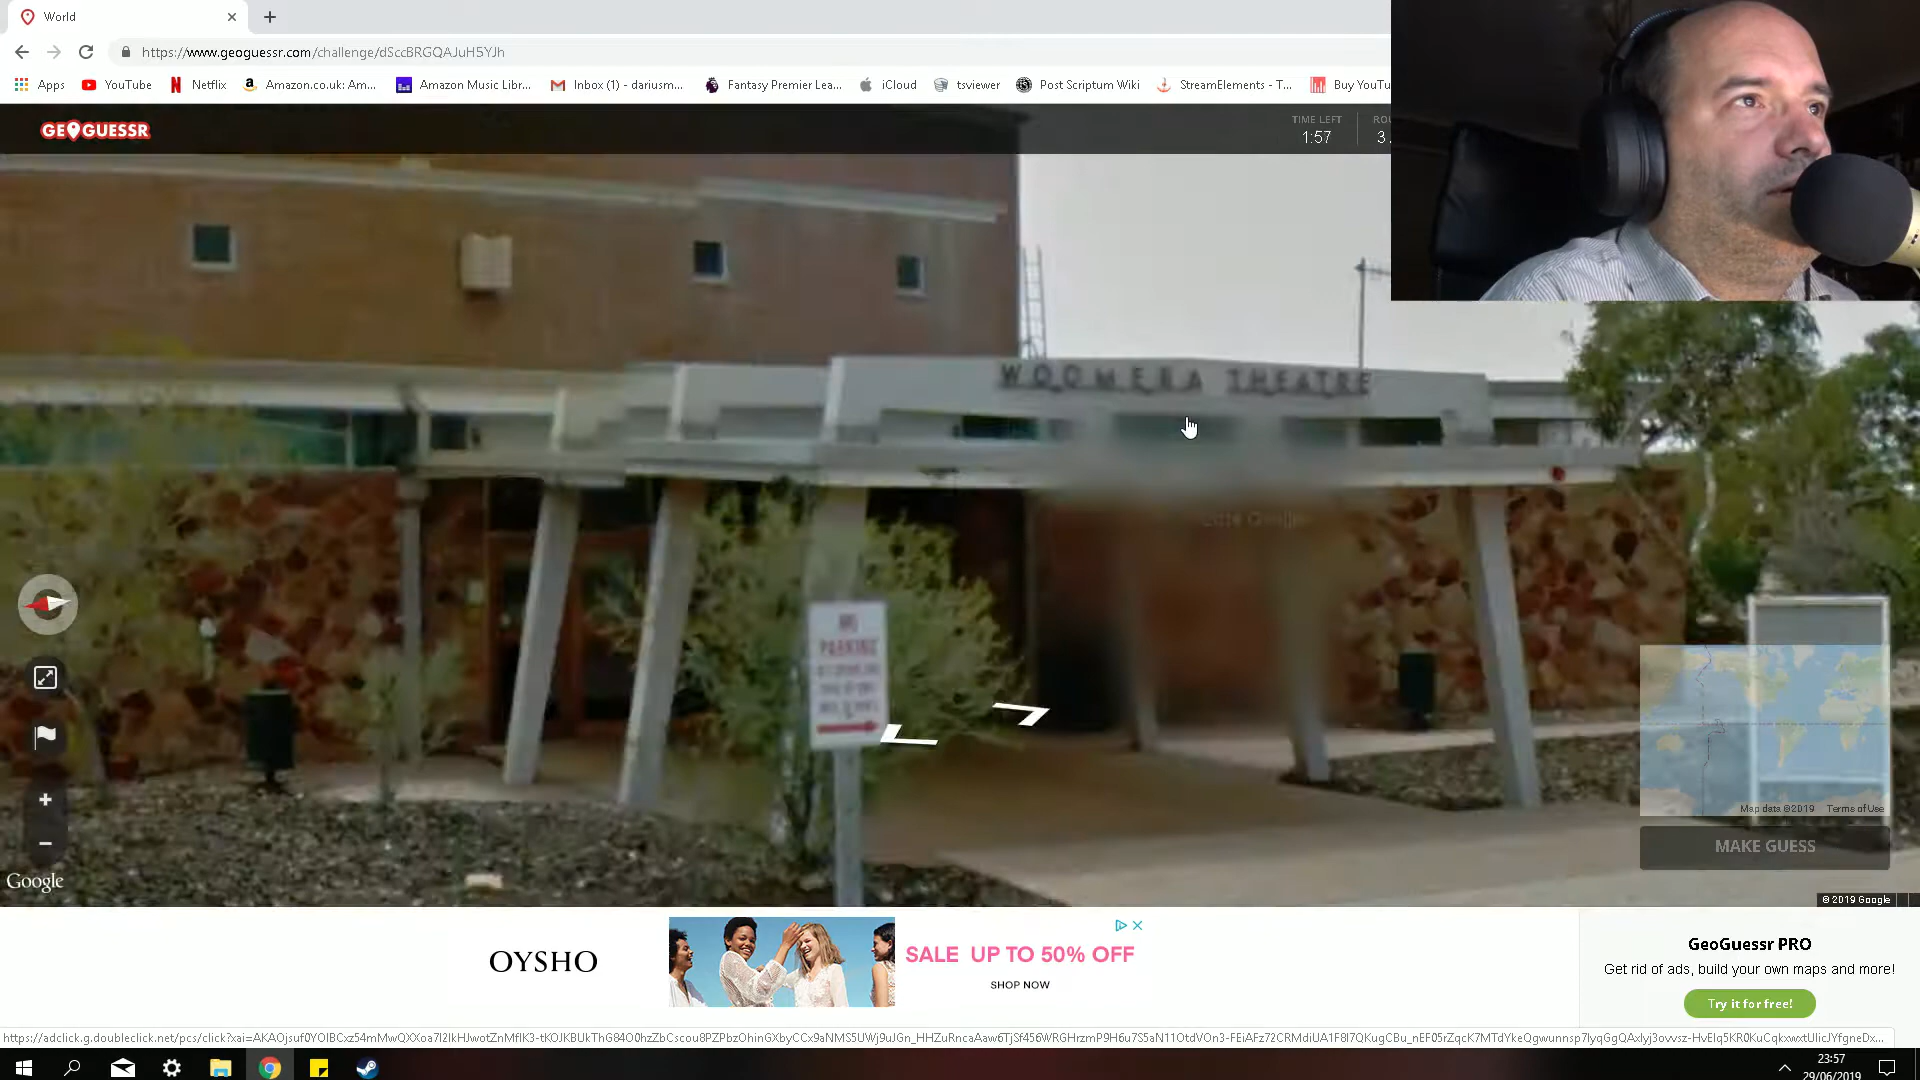 World
https://www.geoguessr.com/challenge/dSccBRGQAJuH5YJh
Apps YouTube Netflix Amazon.co.uk: Am... Amazon Music Libr... Inbox (1) - dariusm... Fantasy Premier Lea... iCloud tsviewer Post Scriptum Wiki StreamElements - T... Buy YouTu
GEOGUESSR
TIME LEFT
1:57
ROU
3
WOOMERA THEATRE
NO
PARKING
Map data ©2019 Terms of Use
MAKE GUESS
Google
© 2019 Google
OYSHO
SALE UP TO 50% OFF
SHOP NOW
GeoGuessr PRO
Get rid of ads, build your own maps and more!
Try it for free!
23:57
29/06/2019